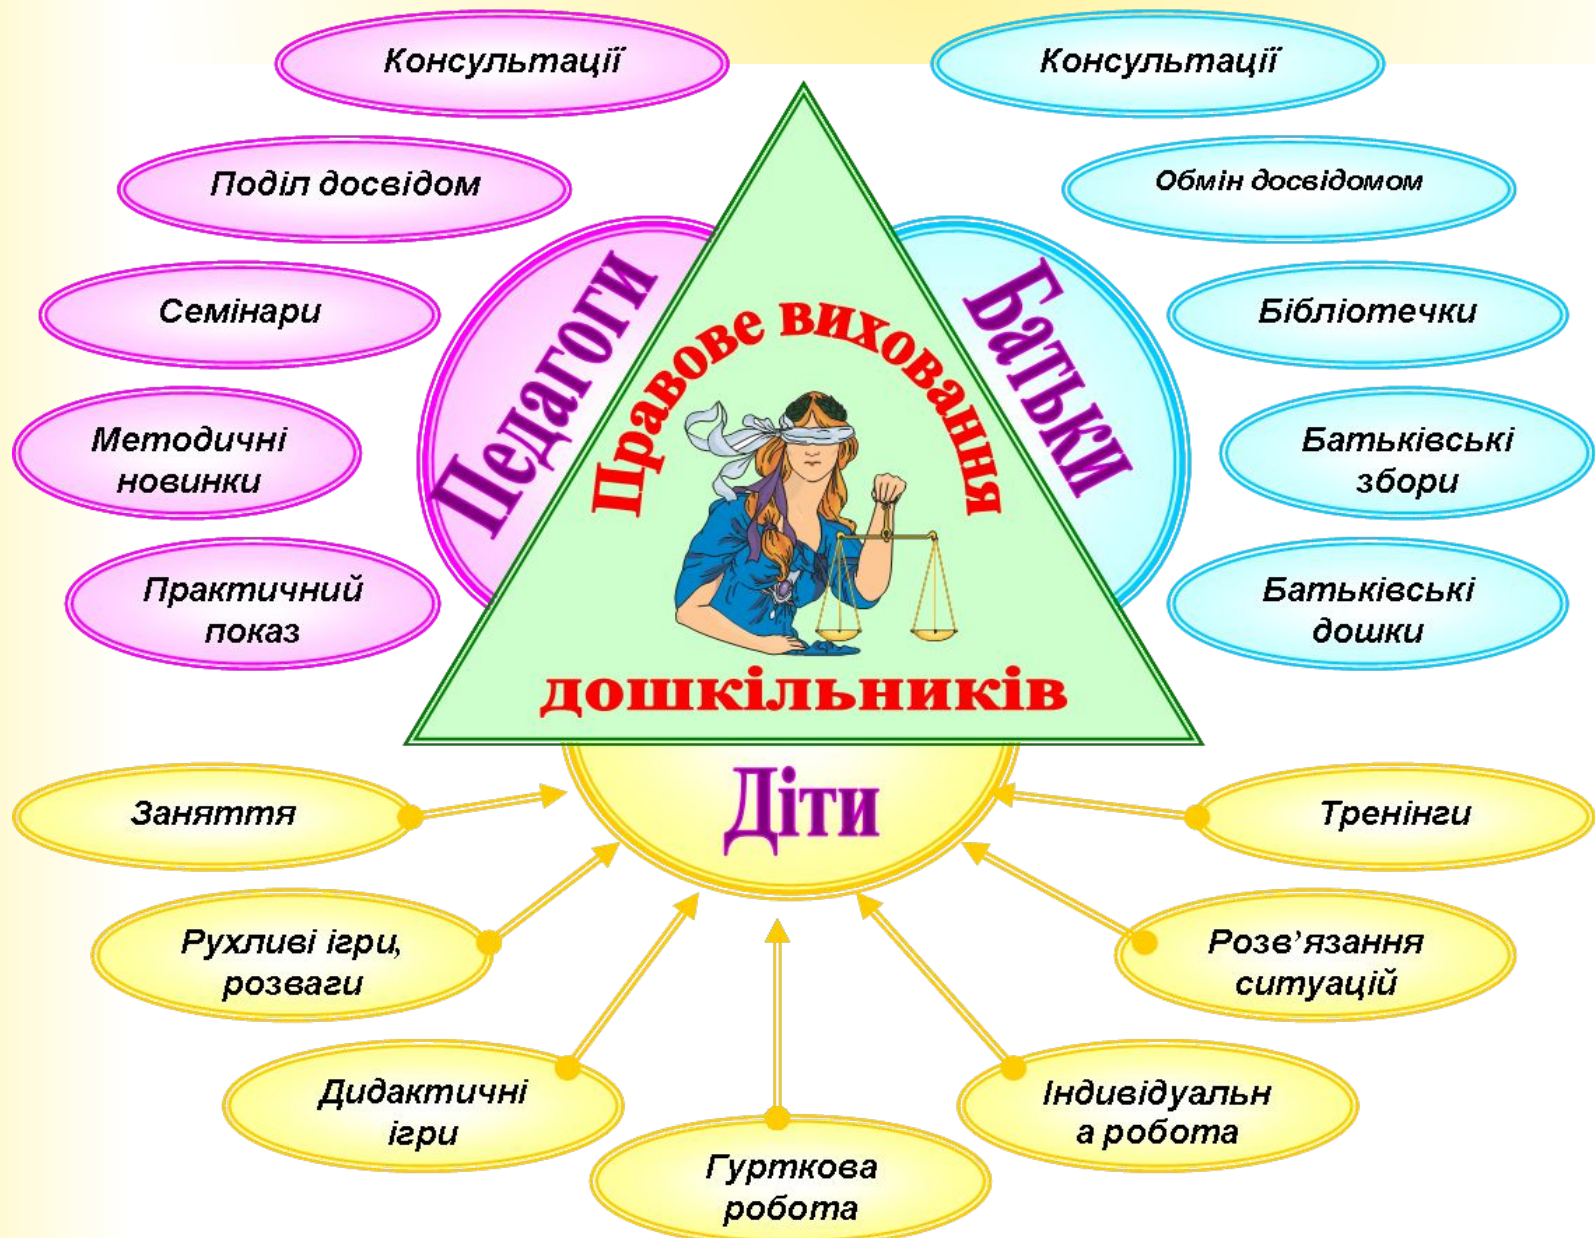 Консультації
Консультації
Поділ досвідом
Обмін досвідомом
Семінари
Бібліотечки
Методичні
новинки
Батьківські
збори
Практичний
показ
Батьківські
дошки
Педагоги
Батьки
Правове виховання
дошкільників
Діти
Заняття
Тренінги
Рухливі ігри,
розваги
Розв’язання
ситуацій
Дидактичні
ігри
Індивідуальн
а робота
Гурткова
робота